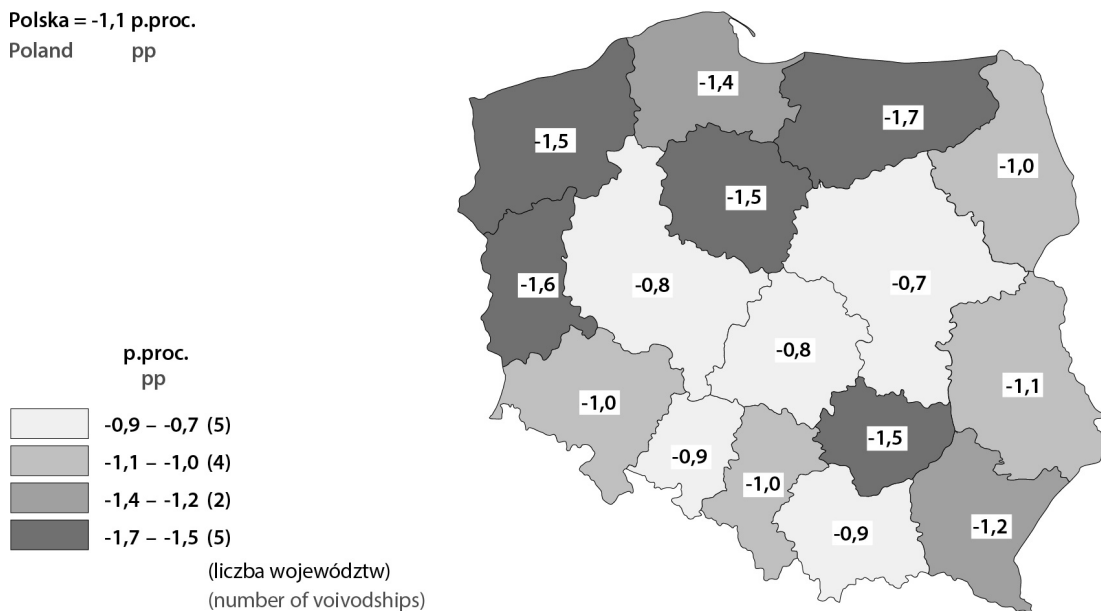 Polska = -1,1 p.proc.
Poland pp
-1,4
-1,7
-1,5
-1,0
-1,5
-1,6
-0,8
-0,7
-0,8
-1,1
-1,0
-1,5
-0,9
-1,0
-0,9
-1,2
p.proc.
pp
-0,9 – -0,7 (5)
-1,1 – -1,0 (4)
-1,4 – -1,2 (2)
-1,7 – -1,5 (5)
(liczba województw)
(number of voivodships)